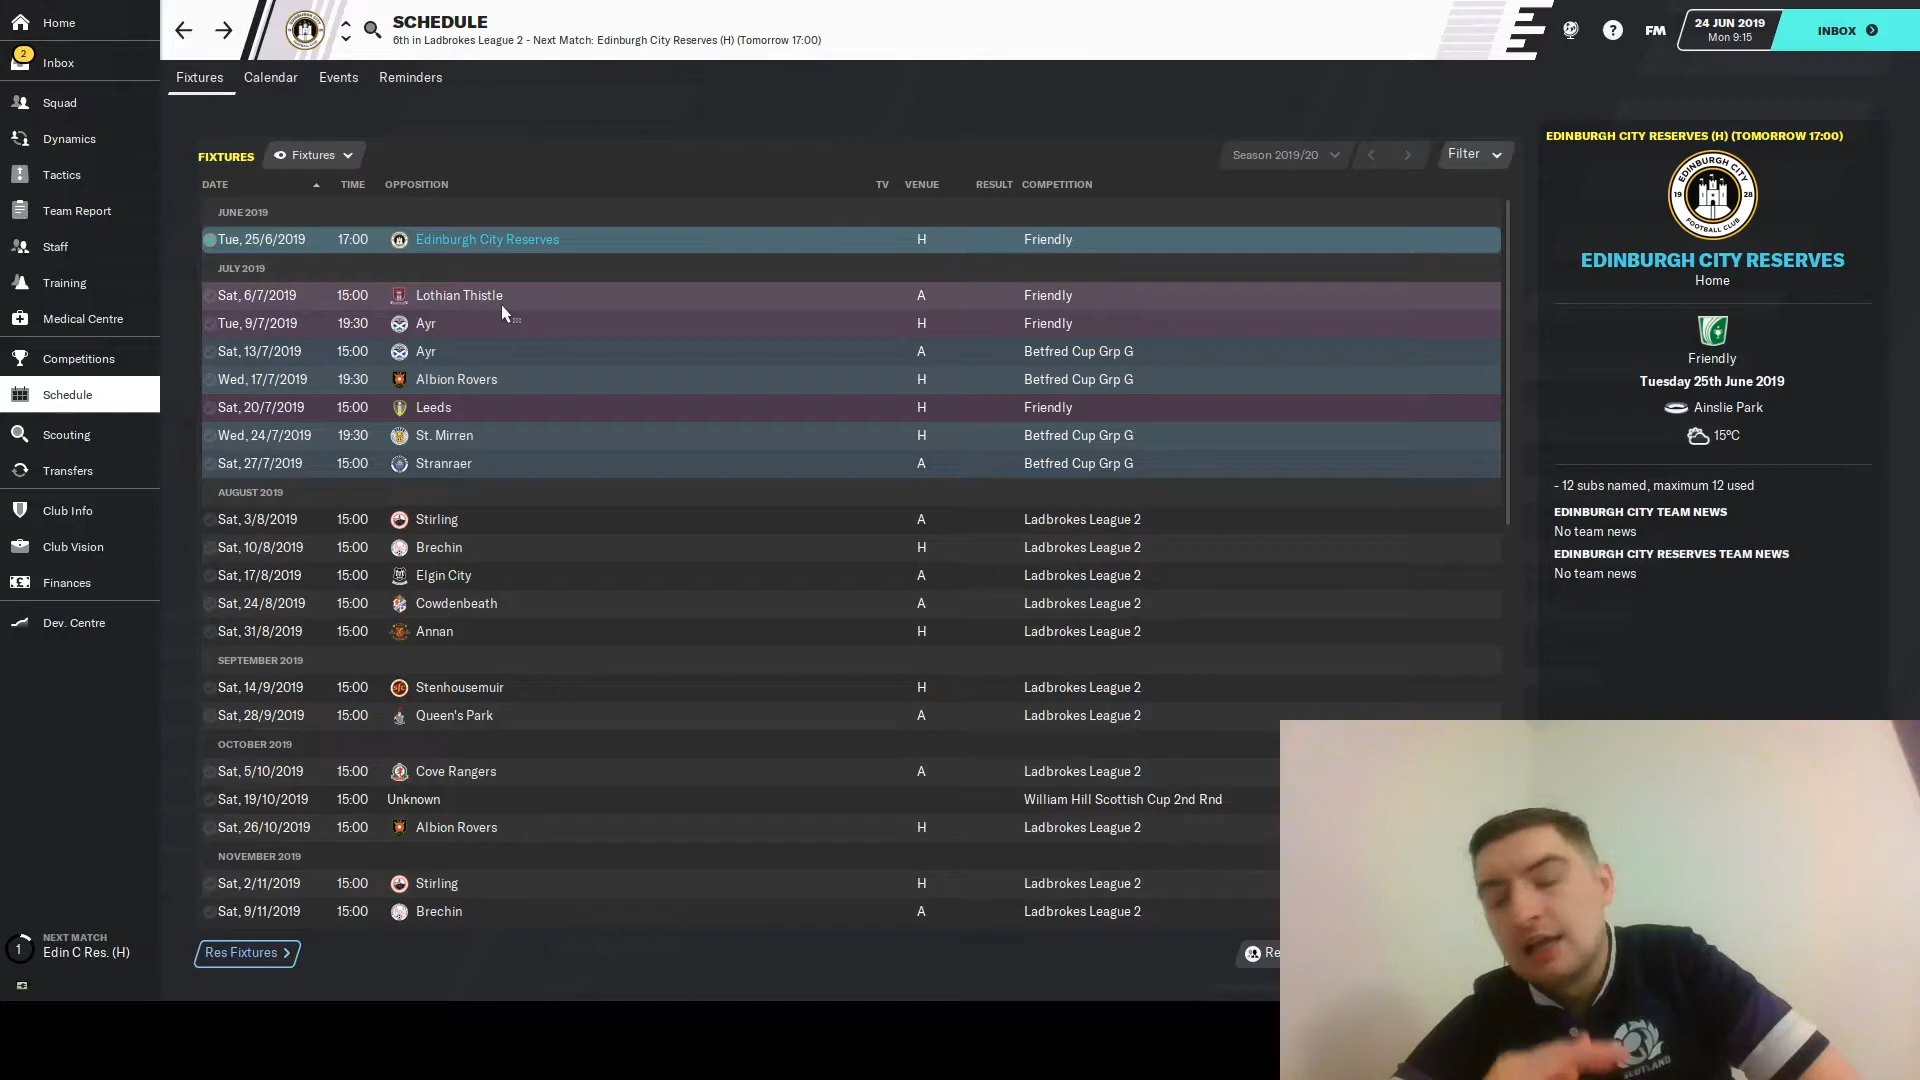 Home
2
Inbox
Squad
Dynamics
Tactics
Team Report
Staff
Training
Medical Centre
Competitions
Schedule
Scouting
Transfers
Club Info
Club Vision
Finances
Dev. Centre
1 NEXT MATCH
Edin C Res. (H)
SCHEDULE
6th in Ladbrokes League 2 - Next Match: Edinburgh City Reserves (H) (Tomorrow 17:00)
? FM 24 JUN 2019 INBOX
Mon 9:15
Fixtures Calendar Events Reminders
FIXTURES Fixtures Season 2019/20 Filter
DATE TIME OPPOSITION TV VENUE RESULT COMPETITION
JUNE 2019
Tue, 25/6/2019 17:00 Edinburgh City Reserves H Friendly
JULY 2019
Sat, 6/7/2019 15:00 Lothian Thistle A Friendly
Tue, 9/7/2019 19:30 Ayr H Friendly
Sat, 13/7/2019 15:00 Ayr A Betfred Cup Grp G
Wed, 17/7/2019 19:30 Albion Rovers H Betfred Cup Grp G
Sat, 20/7/2019 15:00 Leeds H Friendly
Wed, 24/7/2019 19:30 St. Mirren H Betfred Cup Grp G
Sat, 27/7/2019 15:00 Stranraer A Betfred Cup Grp G
AUGUST 2019
Sat, 3/8/2019 15:00 Stirling A Ladbrokes League 2
Sat, 10/8/2019 15:00 Brechin H Ladbrokes League 2
Sat, 17/8/2019 15:00 Elgin City A Ladbrokes League 2
Sat, 24/8/2019 15:00 Cowdenbeath A Ladbrokes League 2
Sat, 31/8/2019 15:00 Annan H Ladbrokes League 2
SEPTEMBER 2019
Sat, 14/9/2019 15:00 Stenhousemuir H Ladbrokes League 2
Sat, 28/9/2019 15:00 Queen's Park A Ladbrokes League 2
OCTOBER 2019
Sat, 5/10/2019 15:00 Cove Rangers A Ladbrokes League 2
Sat, 19/10/2019 15:00 Unknown William Hill Scottish Cup 2nd Rnd
Sat, 26/10/2019 15:00 Albion Rovers H Ladbrokes League 2
NOVEMBER 2019
Sat, 2/11/2019 15:00 Stirling H Ladbrokes League 2
Sat, 9/11/2019 15:00 Brechin A Ladbrokes League 2
Res Fixtures Re
EDINBURGH CITY RESERVES (H) (TOMORROW 17:00)
EDINBURGH CITY
19 28
FOOTBALL CLUB
EDINBURGH CITY RESERVES
Home
Friendly
Tuesday 25th June 2019
Ainslie Park
15ºC
- 12 subs named, maximum 12 used
EDINBURGH CITY TEAM NEWS
No team news
EDINBURGH CITY RESERVES TEAM NEWS
No team news
SCOTLAND